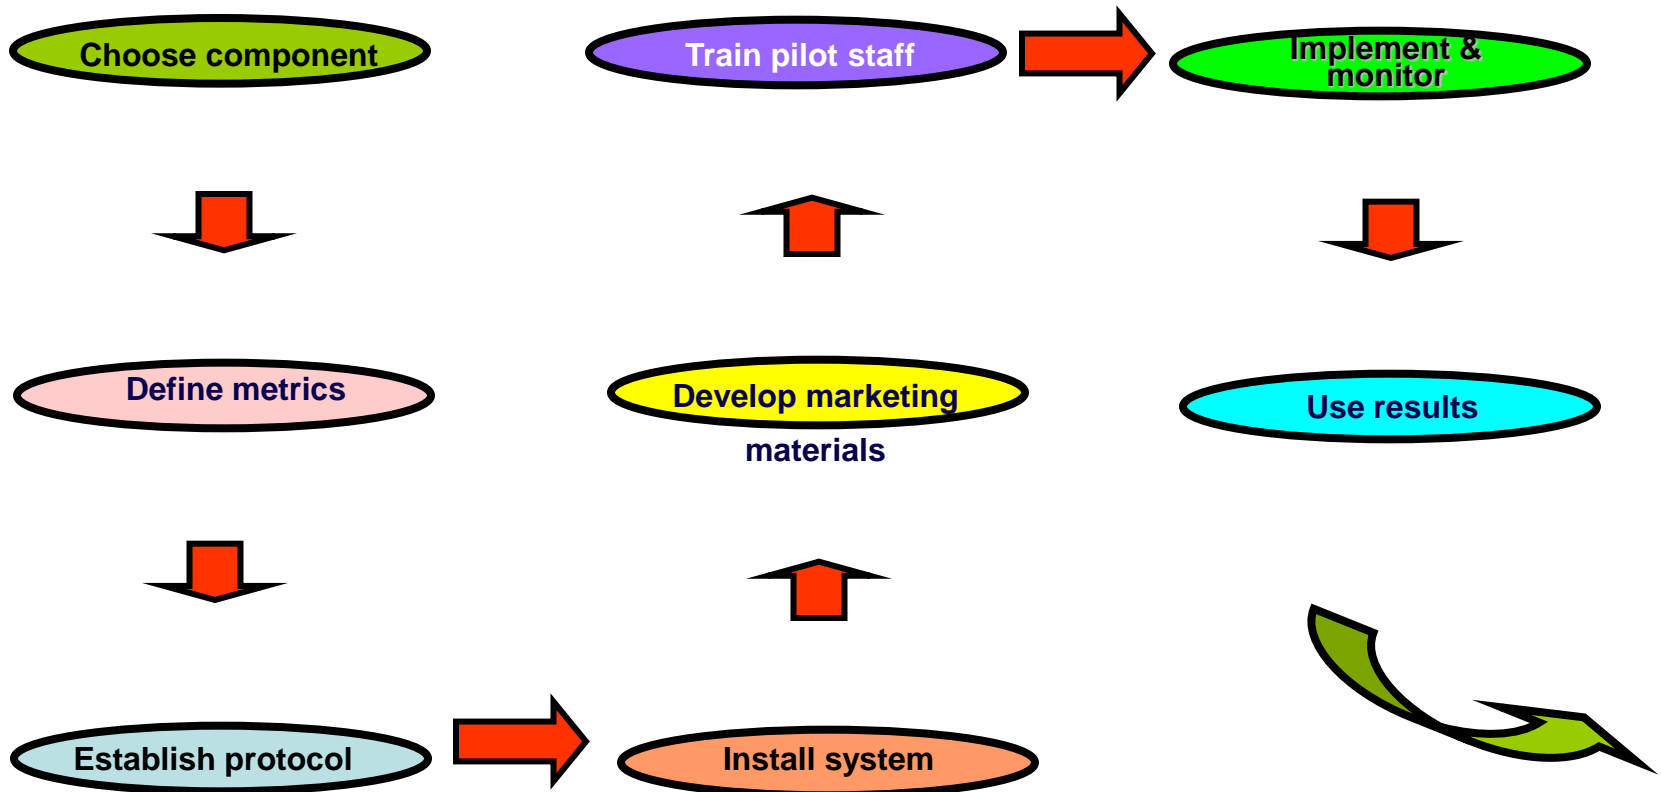 Choose component
Define metrics
Establish protocol
Install system
Develop marketing
materials
Train pilot staff
Implement &
monitor
Use results